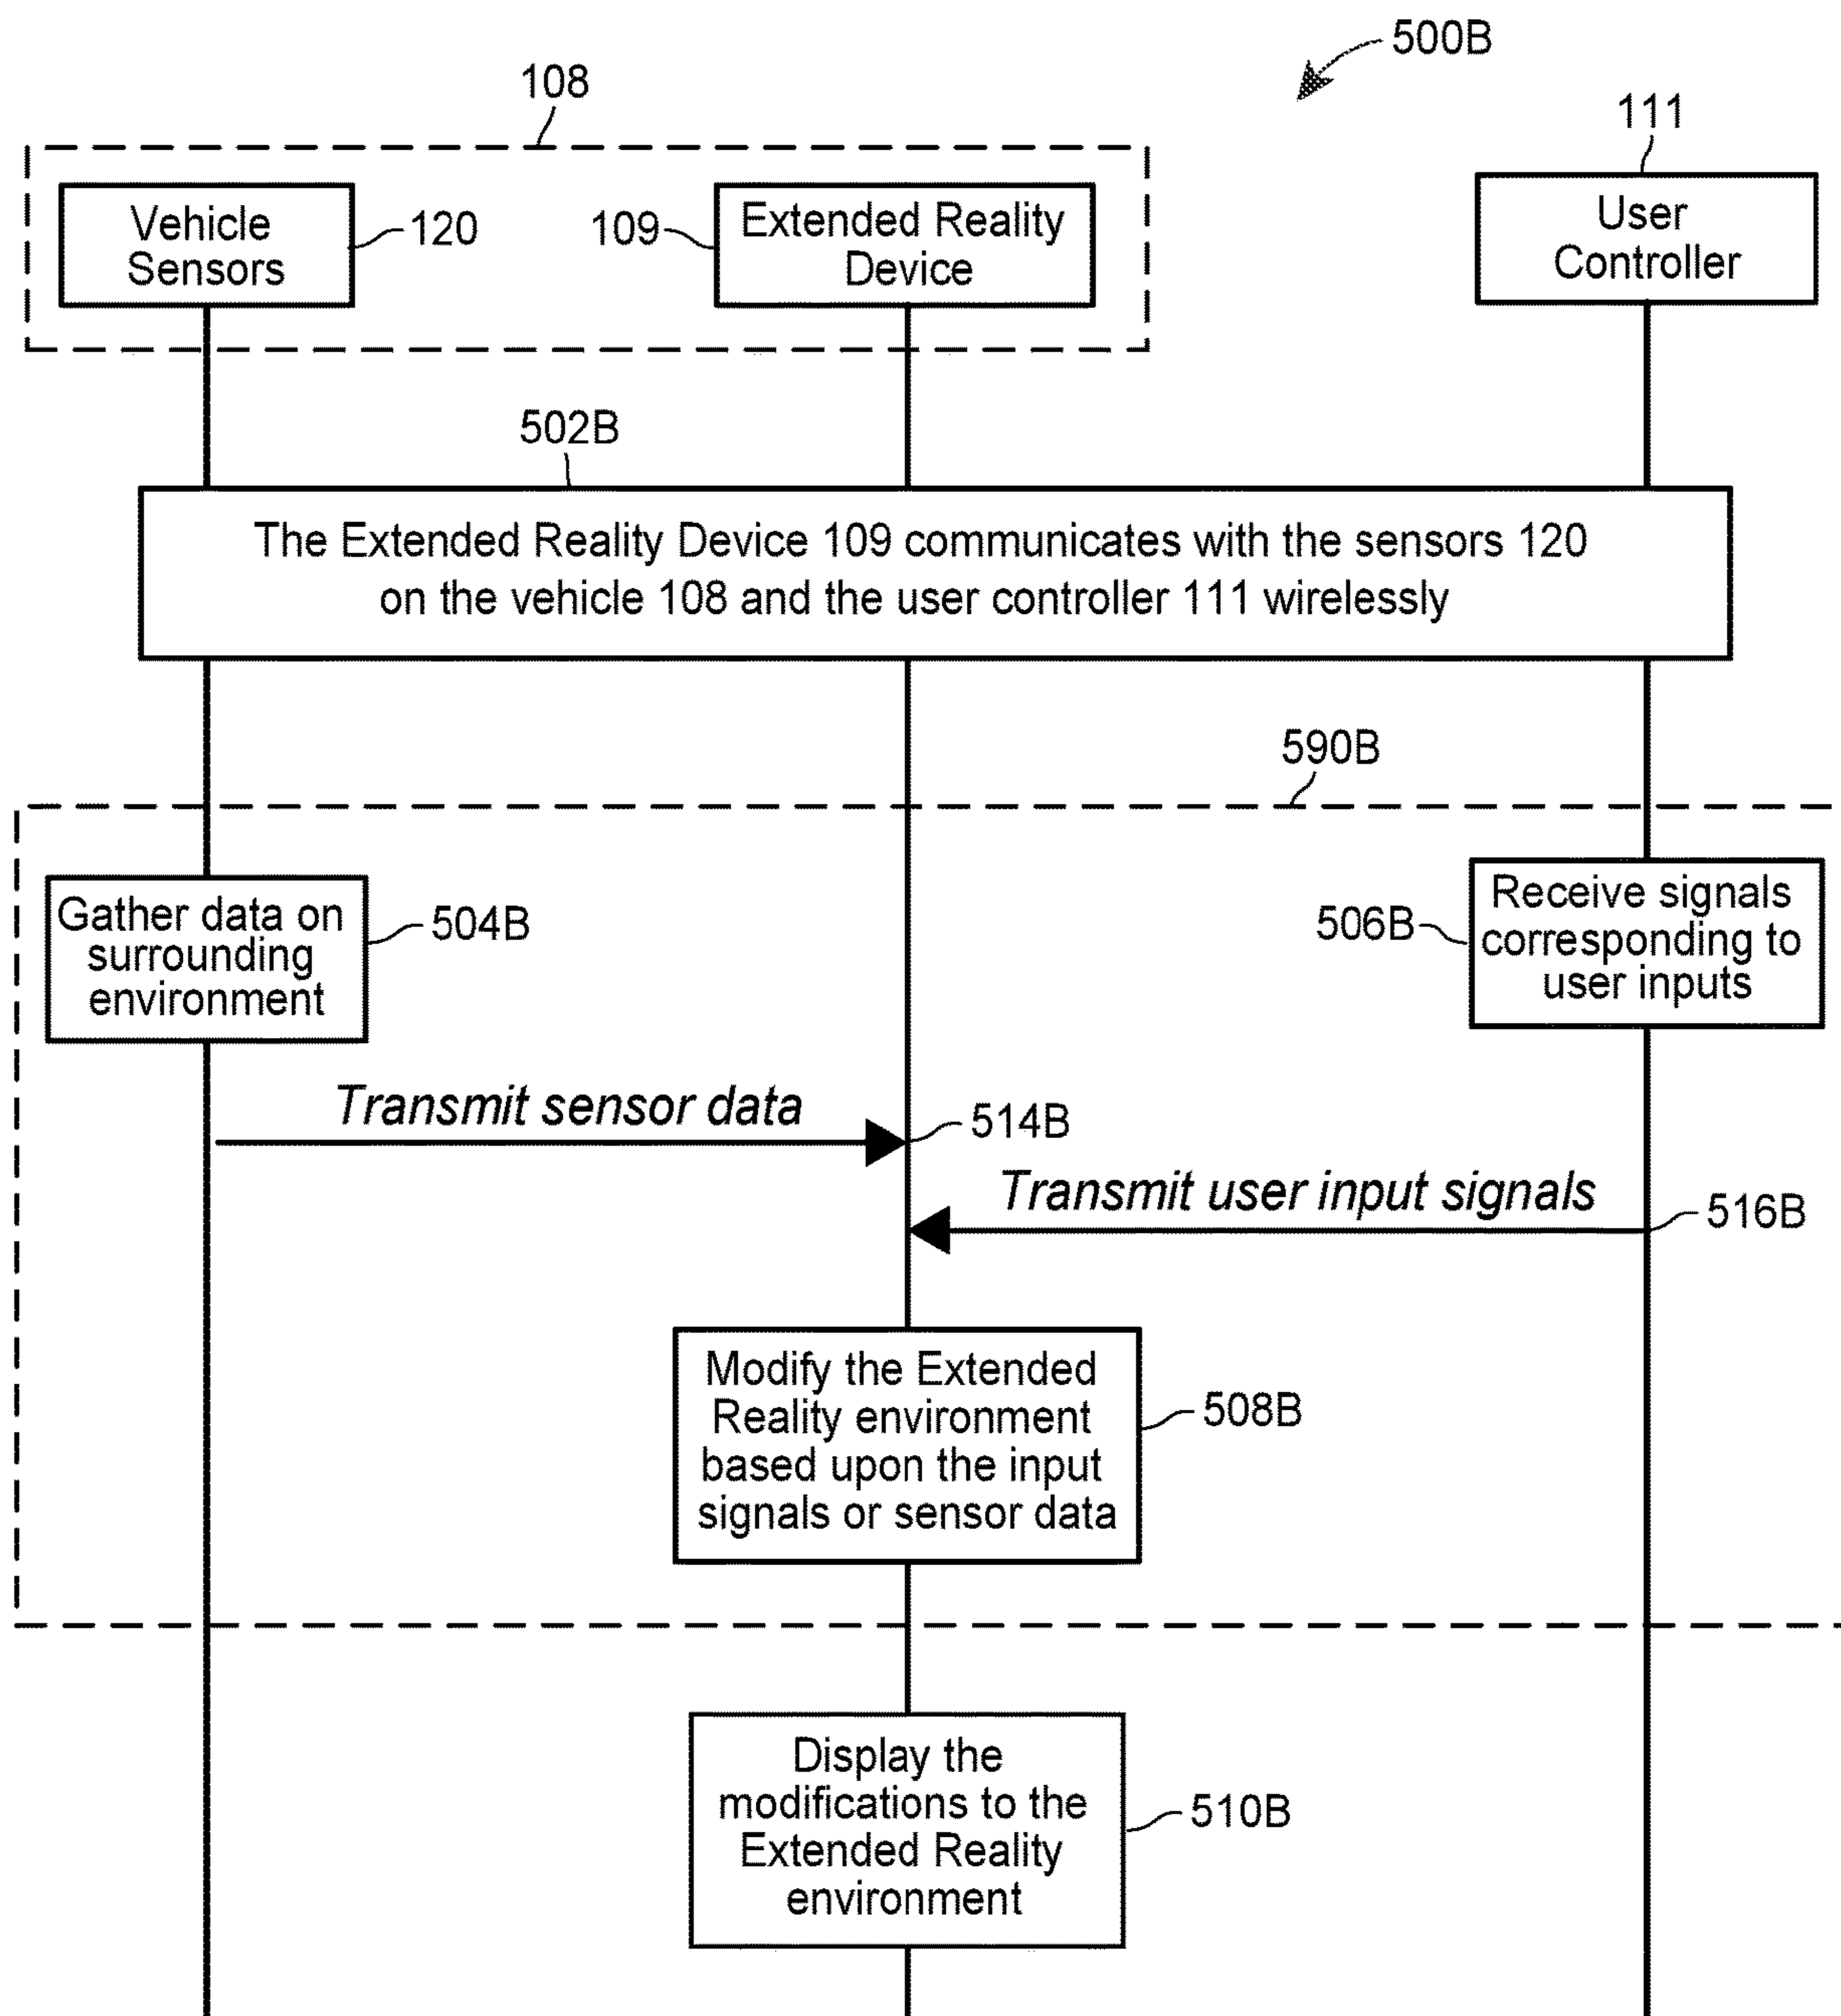 500B
108
111
Vehicle
Sensors
120
109
Extended Reality
Device
User
Controller
502B
The Extended Reality Device 109 communicates with the sensors 120
on the vehicle 108 and the user controller 111 wirelessly
590B
Gather data on
surrounding
environment
504B
506B
Receive signals
corresponding to
user inputs
Transmit sensor data
514B
Transmit user input signals
516B
Modify the Extended
Reality environment
based upon the input
signals or sensor data
508B
Display the
modifications to the
Extended Reality
environment
510B